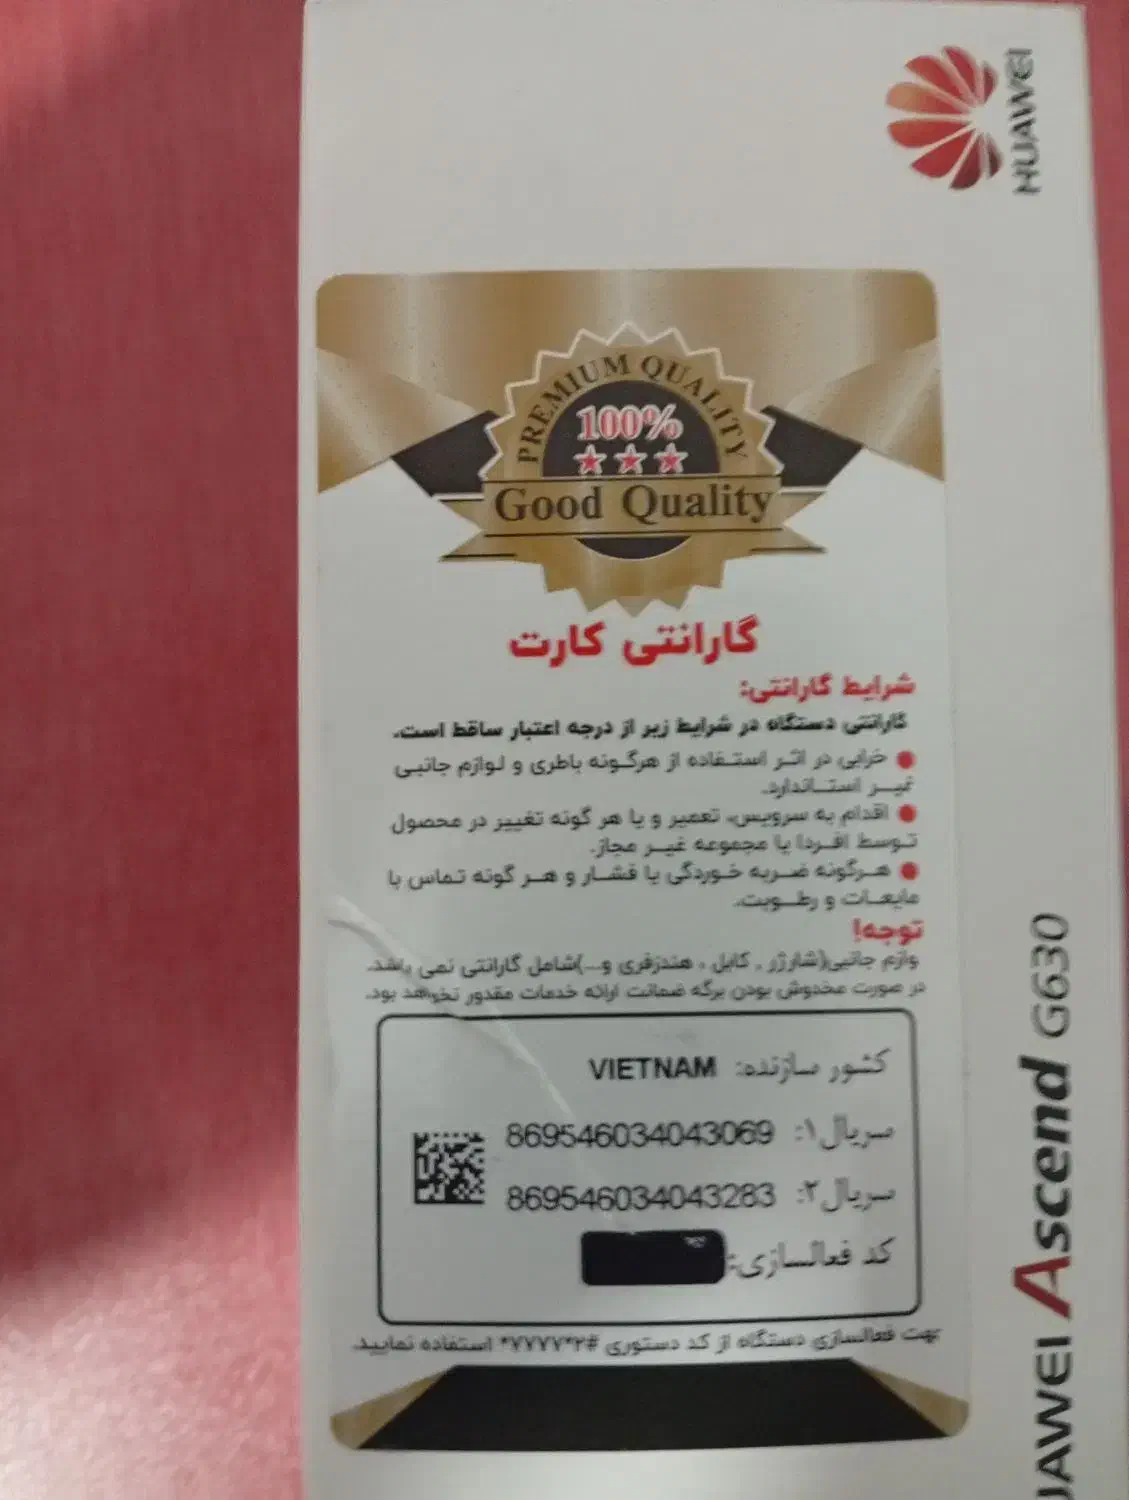 HUAWEI
PREMIUM QUALITY
100%
Good Quality
گارانتی کارت
شرایط گارانتی:
گارانتی دستگاه در شرایط زیر از درجه اعتبار ساقط است.
خرابی در اثر استفاده از هرگونه باطری و لوازم جانبی
غیر استاندارد.
اقدام به سرویس، تعمیر و یا هر گونه تغییر در محصول
توسط افردا یا مجموعه غیر مجاز.
هرگونه ضربه خوردگی یا فشار و هر گونه تماس با
مایعات و رطوبت.
توجه!
وازم جانبی(شارژر , کابل , هندزفری و...)شامل گارانتی نمی باشد.
در صورت مخدوش بودن برگه ضمانت ارائه خدمات مقدور نخواهد بود.
کشور سازنده: VIETNAM
سریال۱: 869546034043069
سریال۲: 869546034043283
کد فعالسازی:
جهت فعالسازی دستگاه از کد دستوری #۲*۷۷۷۷* استفاده نمایید.
HUAWEI Ascend G630